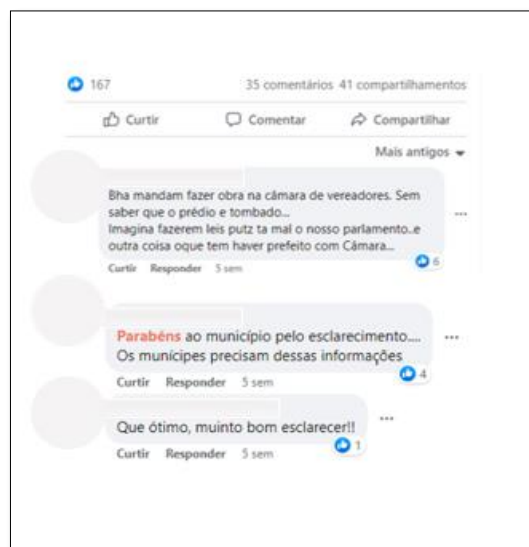 167 35 comentários 41 compartilhamentos
Curtir Comentar Compartilhar
Mais antigos
Bha mandam fazer obra na câmara de vereadores. Sem
saber que o prédio e tombado...
Imagina fazerem leis putz ta mal o nosso parlamento..e
outra coisa oque tem haver prefeito com Câmara...
6
Curtir Responder 5 sem
Parabéns ao município pelo esclarecimento....
Os munícipes precisam dessas informações
4
Curtir Responder 5 sem
Que ótimo, muinto bom esclarecer!!
1
Curtir Responder 5 sem